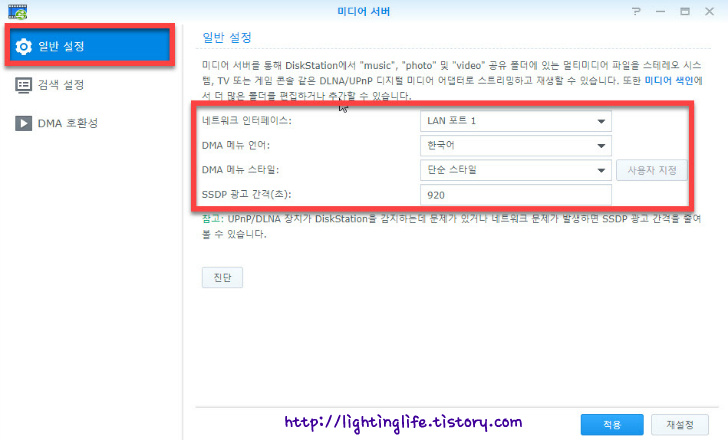 미디어 서버
일반 설정
검색 설정
DMA 호환성
일반 설정
미디어 서버를 통해 DiskStation에서 "music", "photo" 및 "video" 공유 폴더에 있는 멀티미디어 파일을 스테레오 시스
템, TV 또는 게임 콘솔 같은 DLNA/UPnP 디지털 미디어 어댑터로 스트리밍하고 재생할 수 있습니다. 또한 미디어 색인에
서 더 많은 폴더를 편집하거나 추가할 수 있습니다.
네트워크 인터페이스: LAN 포트 1
DMA 메뉴 언어: 한국어
DMA 메뉴 스타일: 단순 스타일 사용자 지정
SSDP 광고 간격(초): 920
참고: UPnP/DLNA 장치가 DiskStation을 감지하는데 문제가 있거나 네트워크 문제가 발생하면 SSDP 광고 간격을 줄여
볼 수 있습니다.
진단
http://lightinglife.tistory.com
적용 재설정